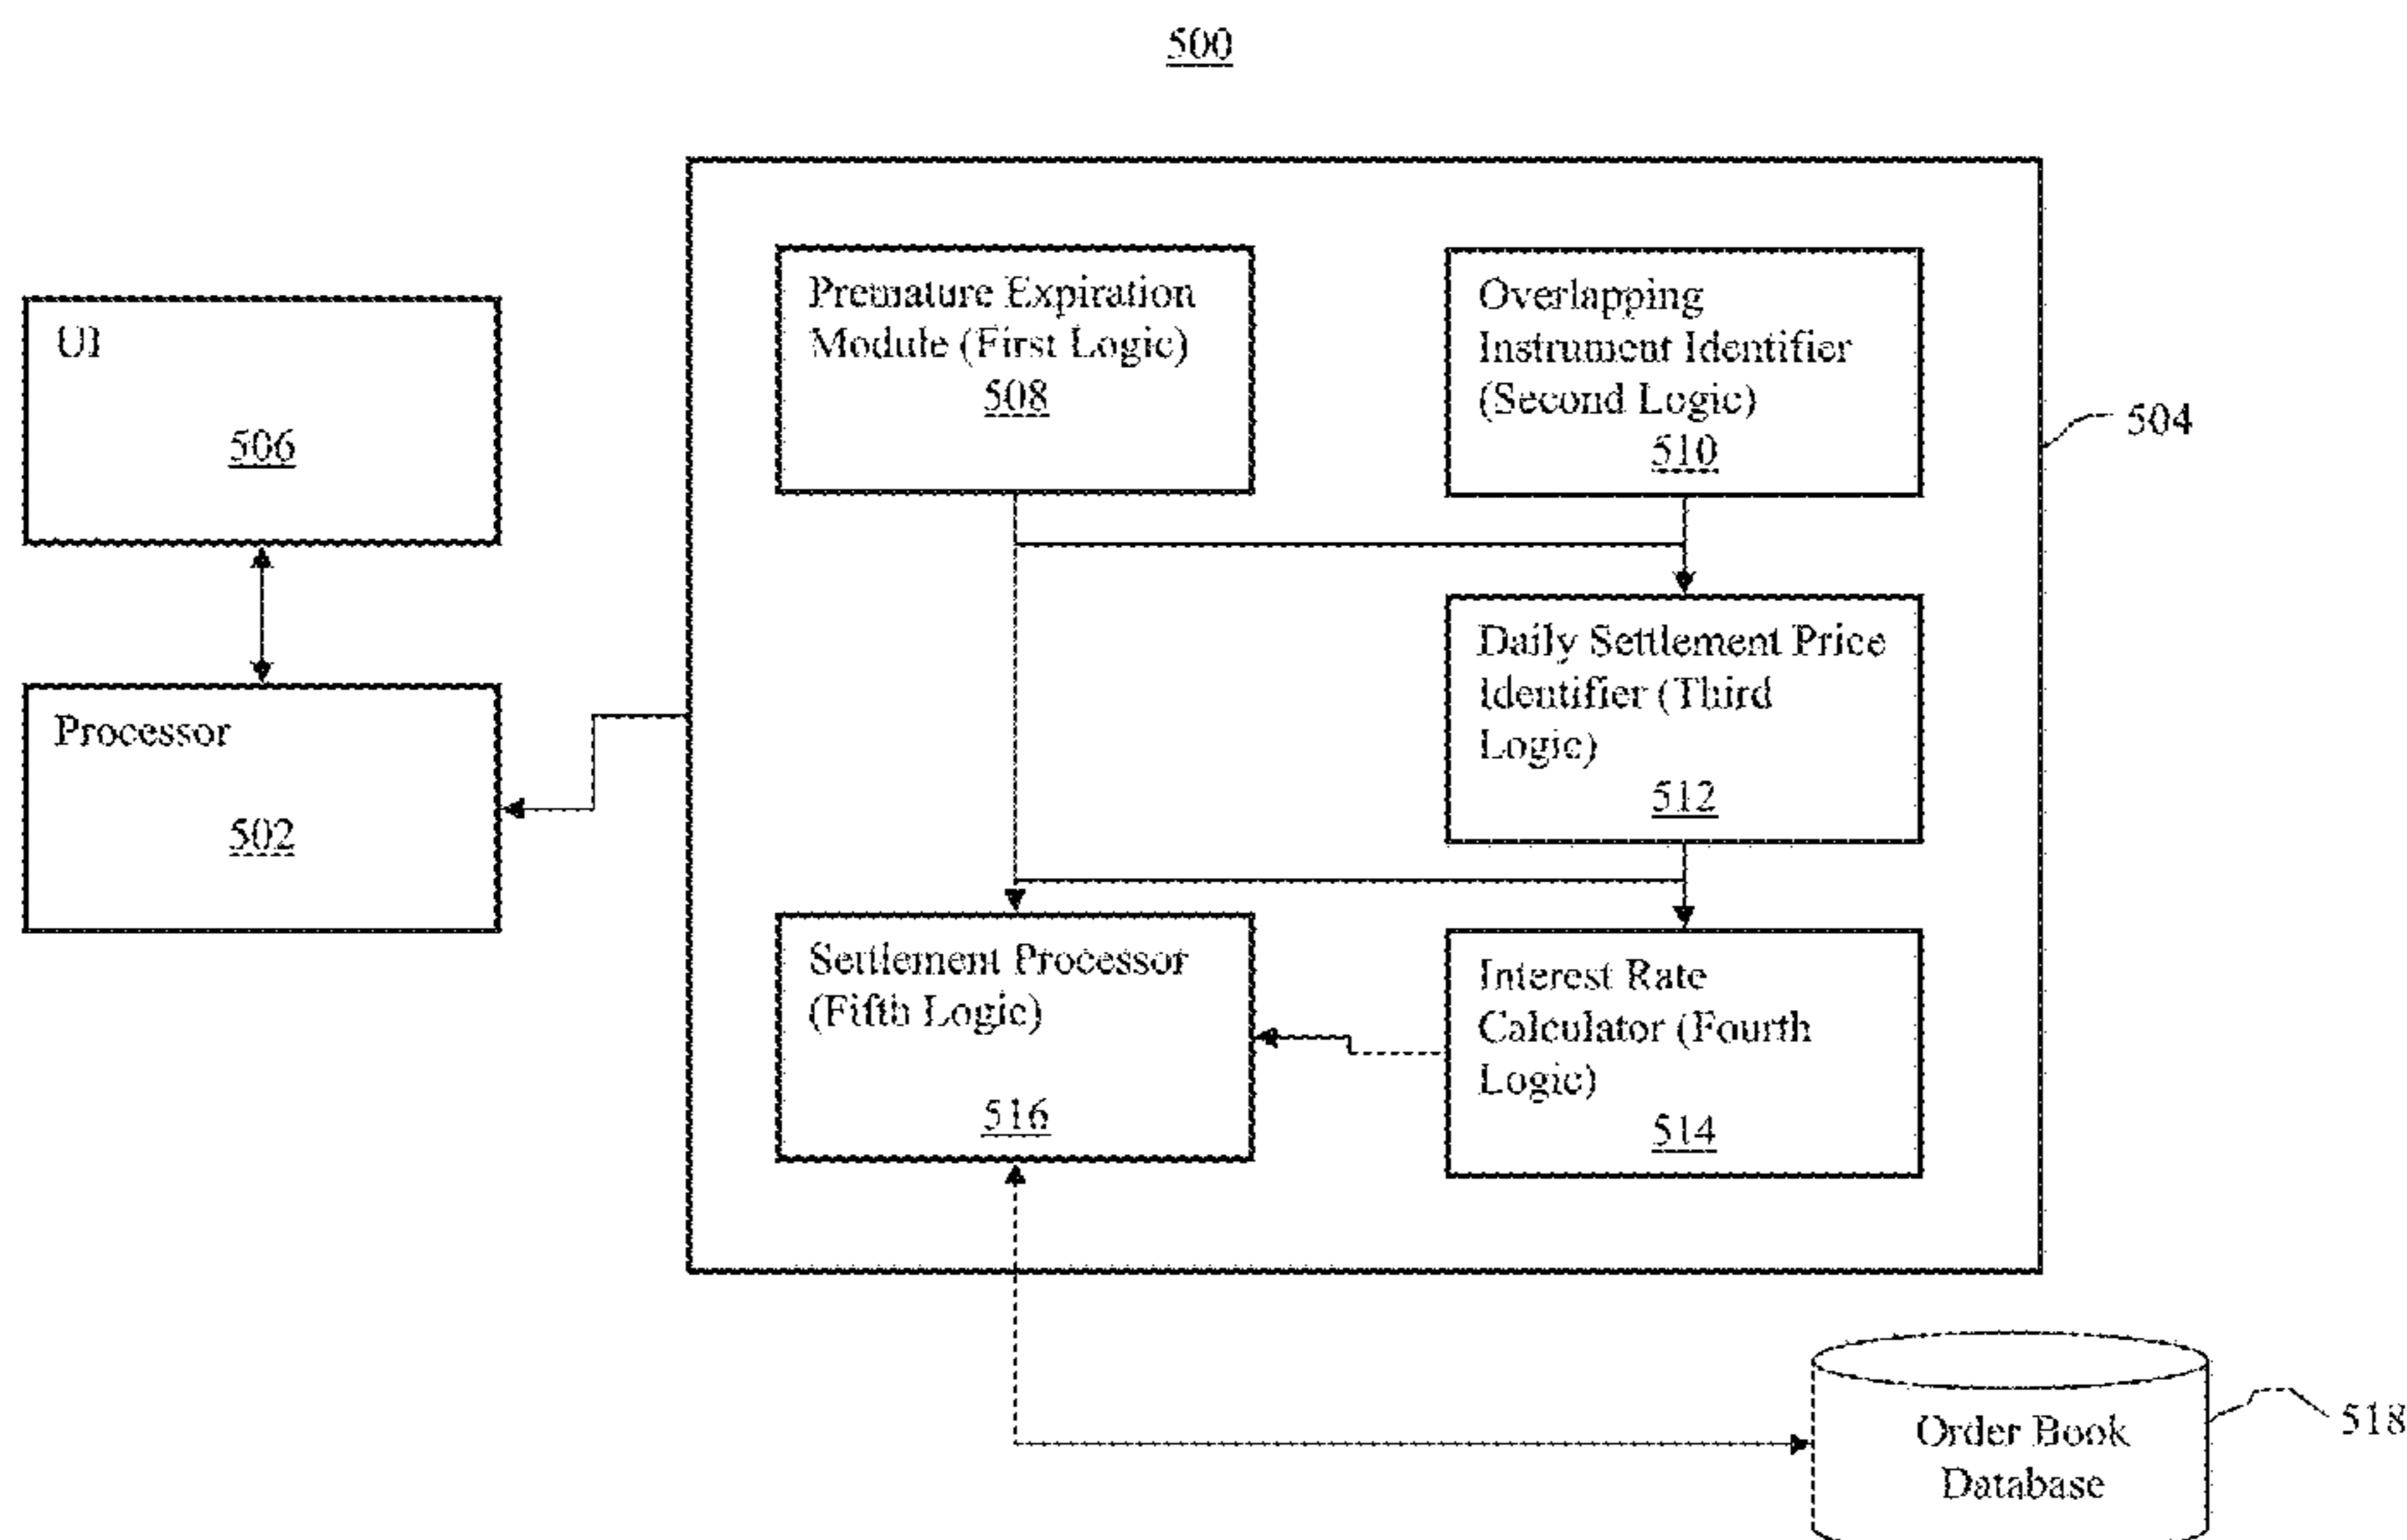 500
UI
506
Processor
502
Premature Expiration
Module (First Logic)
508
Overlapping
Instrument Identifier
(Second Logic)
510
504
Daily Settlement Price
Identifier (Third
Logic)
512
Settlement Processor
(Fifth Logic)
516
Interest Rate
Calculator (Fourth
Logic)
514
Order Book
Database
518